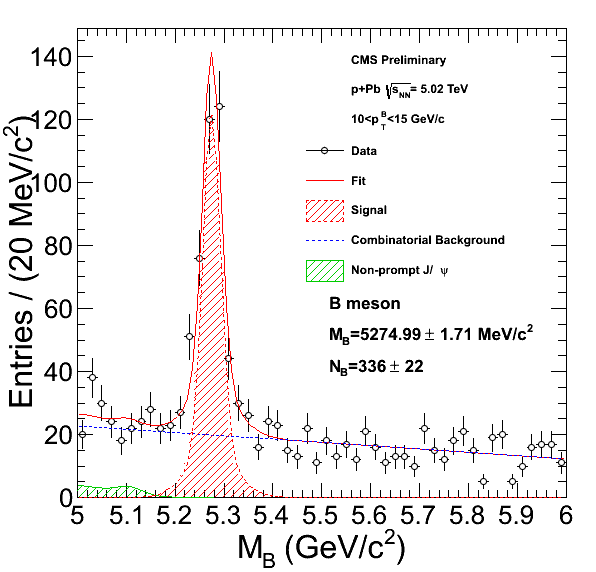 CMS Preliminary
p+Pb √s_NN = 5.02 TeV
10<p_T^B<15 GeV/c
Data
Fit
Signal
Combinatorial Background
Non-prompt J/ ψ
B meson
M_B=5274.99 ± 1.71 MeV/c²
N_B=336 ± 22
Entries / (20 MeV/c²)
140
120
100
80
60
40
20
0
5 5.1 5.2 5.3 5.4 5.5 5.6 5.7 5.8 5.9 6
M_B (GeV/c²)